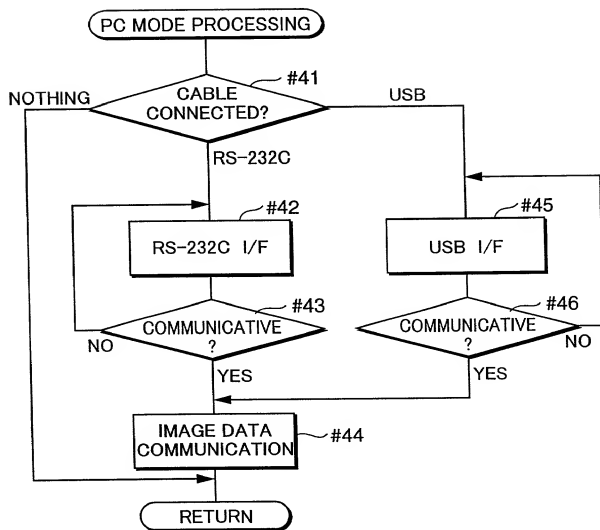 PC MODE PROCESSING
#41
NOTHING
CABLE
CONNECTED?
USB
RS-232C
#42
#45
RS-232C I/F
USB I/F
#43
#46
COMMUNICATIVE
?
COMMUNICATIVE
?
NO
NO
YES
YES
IMAGE DATA
COMMUNICATION
#44
RETURN